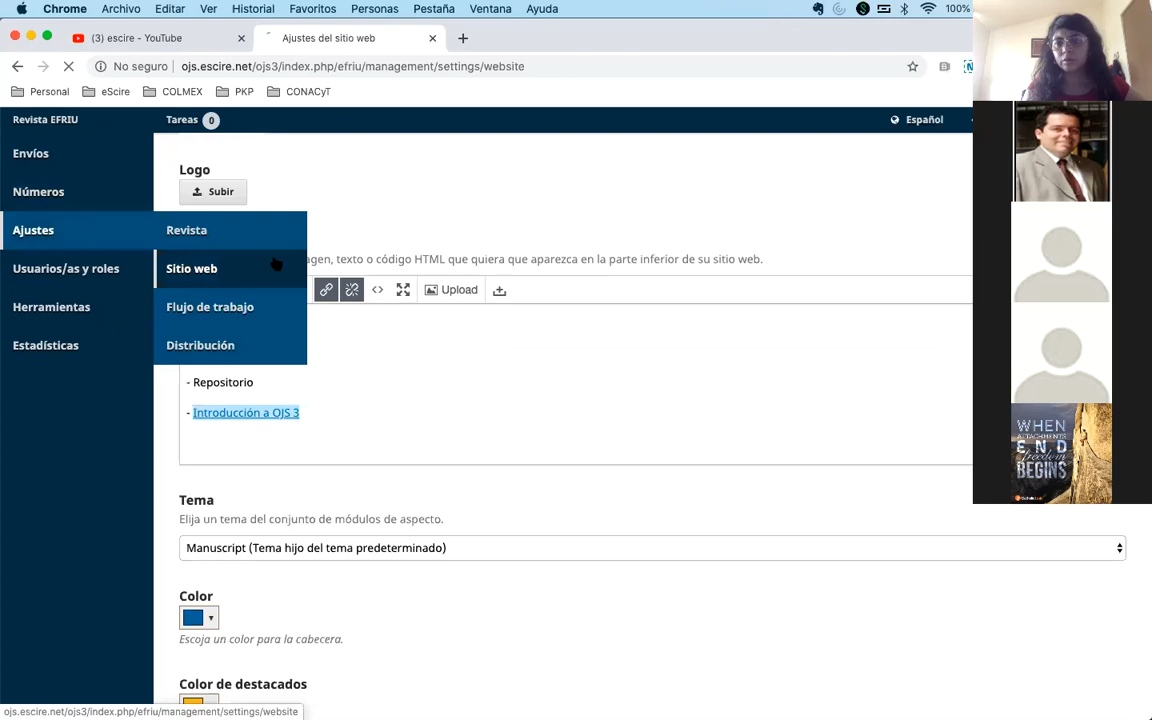 Chrome Archivo Editar Ver Historial Favoritos Personas Pestaña Ventana Ayuda 100%
(3) escire - YouTube
Ajustes del sitio web
No seguro ojs.escire.net/ojs3/index.php/efriu/management/settings/website
Personal eScire COLMEX PKP CONACyT
Revista EFRIU Tareas 0 Español
Envíos
Números
Ajustes
Usuarios/as y roles
Herramientas
Estadísticas
Revista
Sitio web
Flujo de trabajo
Distribución
Logo
Subir
agen, texto o código HTML que quiera que aparezca en la parte inferior de su sitio web.
Upload
- Repositorio
- Introducción a OJS 3
Tema
Elija un tema del conjunto de módulos de aspecto.
Manuscript (Tema hijo del tema predeterminado)
Color
Escoja un color para la cabecera.
Color de destacados
ojs.escire.net/ojs3/index.php/efriu/management/settings/website
WHEN
ATTACHMENTS
END
freedom
BEGINS